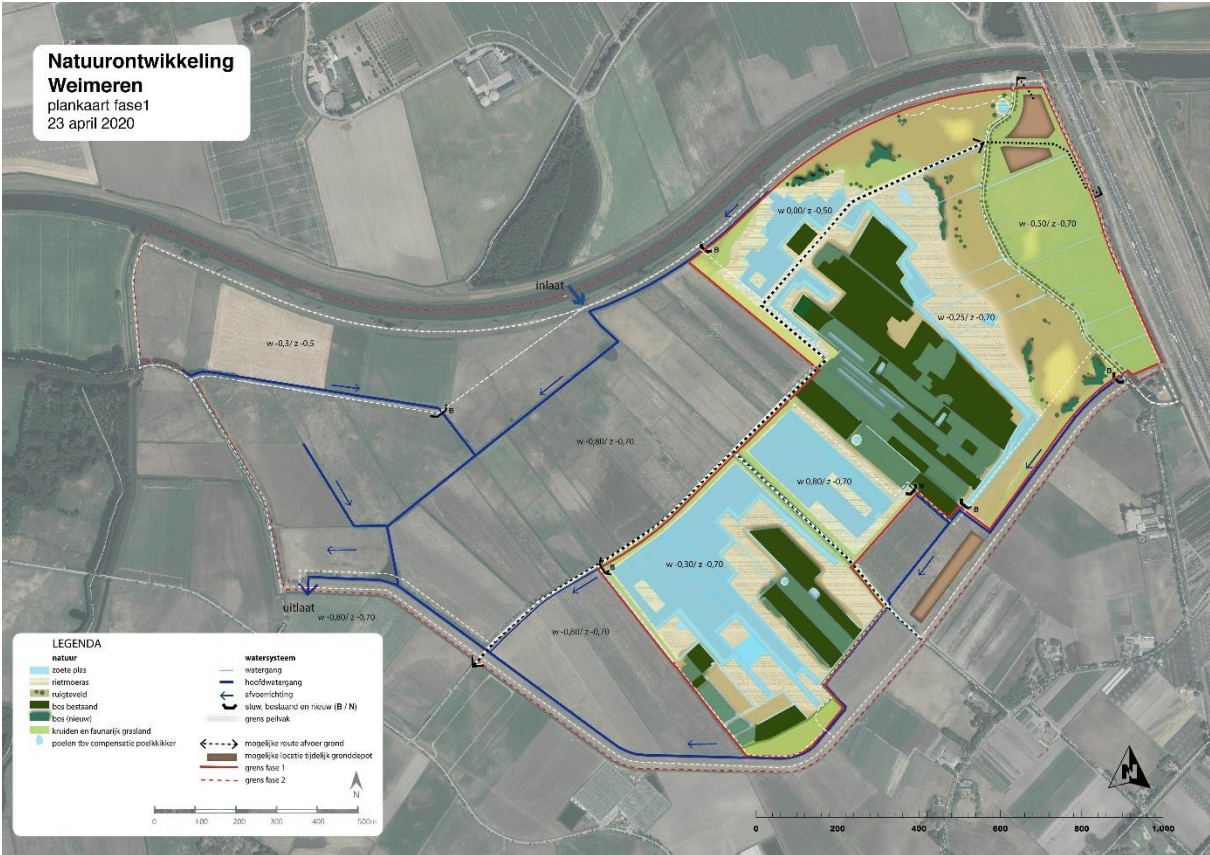 Natuurontwikkeling
Weimeren
plankaart fase1
23 april 2020
w 0,00/ z -0,50
w -0,50/ z -0,70
B
inlaat
w -0,25/ z -0,70
w -0,3/ z -0,5
B
B
w -0,80/ z -0,70
w 0,80/ z -0,70
N
B
B
w -0,30/ z -0,70
uitlaat
w -0,80/ z -0,70
w -0,80/ z -0,70
LEGENDA
natuur
zoete plas
rietmoeras
ruigteveld
bos bestaand
bos (nieuw)
kruiden en faunarijk grasland
poelen tbv compensatie poelkikker
watersysteem
watergang
hoofdwatergang
afvoerrichting
stuw, bestaand en nieuw (B / N)
grens peilvak
mogelijke route afvoer grond
mogelijke locatie tijdelijk gronddepot
grens fase 1
grens fase 2
N
0 100 200 300 400 500m
N
0 200 400 600 800 1.000